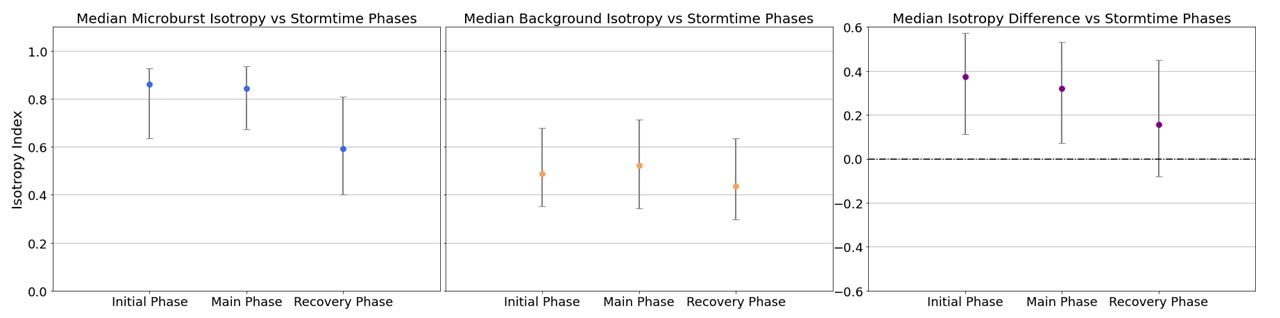 Median Microburst Isotropy vs Stormtime Phases
Isotropy Index
1.0
0.8
0.6
0.4
0.2
0.0
Initial Phase Main Phase Recovery Phase
Median Background Isotropy vs Stormtime Phases
Initial Phase Main Phase Recovery Phase
Median Isotropy Difference vs Stormtime Phases
0.6
0.4
0.2
0.0
−0.2
−0.4
−0.6
Initial Phase Main Phase Recovery Phase